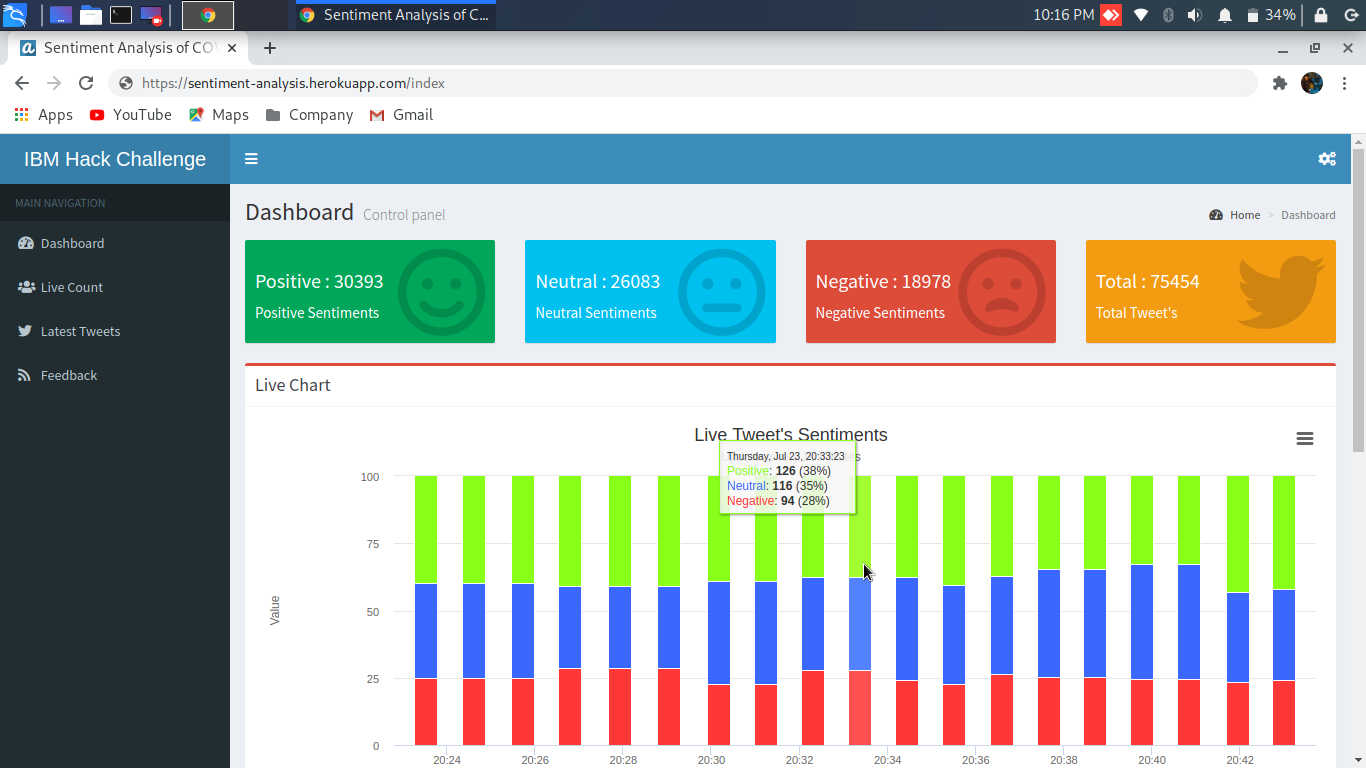 10:16 PM
34%
Sentiment Analysis of C...
Sentiment Analysis of CO
https://sentiment-analysis.herokuapp.com/index
Apps
YouTube
Maps
Company
Gmail
IBM Hack Challenge
MAIN NAVIGATION
Dashboard
Live Count
Latest Tweets
Feedback
Dashboard Control panel
Home > Dashboard
Positive : 30393
Positive Sentiments
Neutral : 26083
Neutral Sentiments
Negative : 18978
Negative Sentiments
Total : 75454
Total Tweet's
Live Chart
Live Tweet's Sentiments
Thursday, Jul 23, 20:33:23
Positive: 126 (38%)
Neutral: 116 (35%)
Negative: 94 (28%)
Value
100
75
50
25
0
20:24
20:26
20:28
20:30
20:32
20:34
20:36
20:38
20:40
20:42